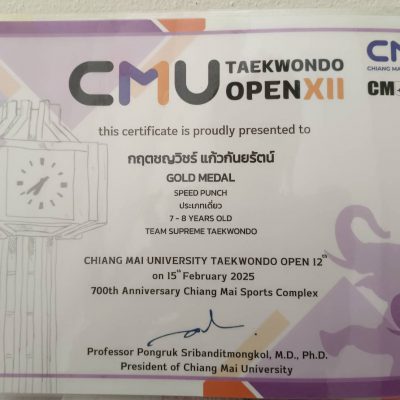 CMU TAEKWONDO
OPENXII
CHIANG MAI
CM
this certificate is proudly presented to
กฤตชญวิชร์ แก้วกันยรัตน์
GOLD MEDAL
SPEED PUNCH
ประเภทเดี่ยว
7 - 8 YEARS OLD
TEAM SUPREME TAEKWONDO
CHIANG MAI UNIVERSITY TAEKWONDO OPEN 12th
on 15th February 2025
700th Anniversary Chiang Mai Sports Complex
Professor Pongruk Sribanditmongkol, M.D., Ph.D.
President of Chiang Mai University